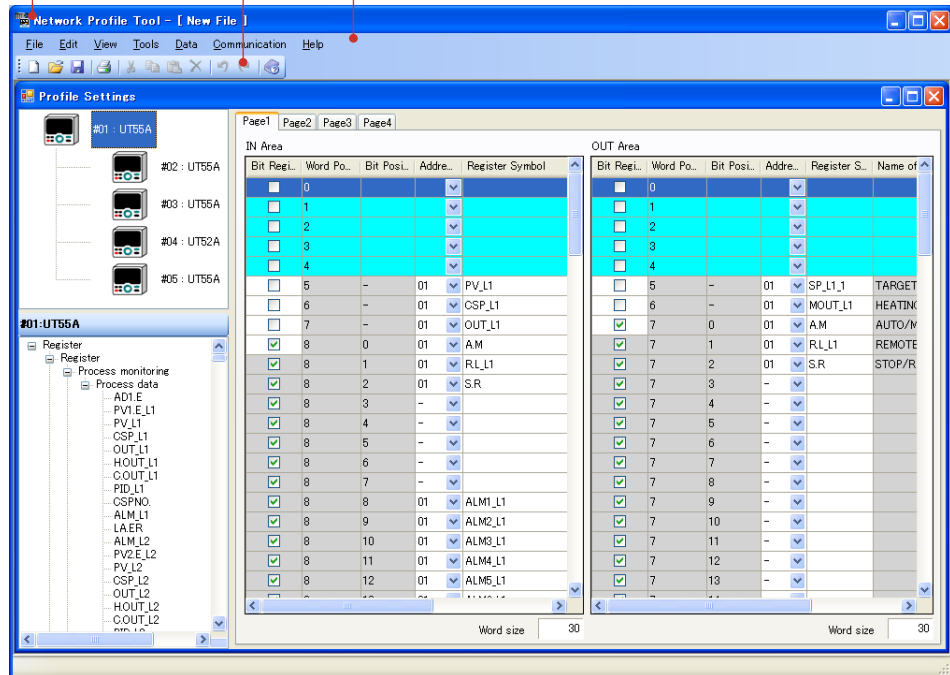 Network Profile Tool - [ New File ]
File Edit View Tools Data Communication Help
Profile Settings
#01 : UT55A
#02 : UT55A
#03 : UT55A
#04 : UT52A
#05 : UT55A
#01:UT55A
Register
Register
Process monitoring
Process data
AD1.E
PV1.E_L1
PV_L1
CSP_L1
OUT_L1
H.OUT_L1
C.OUT_L1
PID_L1
CSPNO.
ALM_L1
LA.ER
ALM_L2
PV2.E_L2
PV_L2
CSP_L2
OUT_L2
H.OUT_L2
C.OUT_L2
Page1 Page2 Page3 Page4
IN Area
Bit Regi... Word Po... Bit Posi... Addre... Register Symbol
0
1
2
3
4
5 - 01 PV_L1
6 - 01 CSP_L1
7 - 01 OUT_L1
8 0 01 A.M
8 1 01 R.L_L1
8 2 01 S.R
8 3 -
8 4 -
8 5 -
8 6 -
8 7 -
8 8 01 ALM1_L1
8 9 01 ALM2_L1
8 10 01 ALM3_L1
8 11 01 ALM4_L1
8 12 01 ALM5_L1
Word size 30
OUT Area
Bit Regi... Word Po... Bit Posi... Addre... Register S... Name of
0
1
2
3
4
5 - 01 SP_L1_1 TARGET
6 - 01 MOUT_L1 HEATING
7 0 01 A.M AUTO/M
7 1 01 R.L_L1 REMOTE
7 2 01 S.R STOP/R
7 3 -
7 4 -
7 5 -
7 6 -
7 7 -
7 8 -
7 9 -
7 10 -
7 11 -
7 12 -
7 13 -
Word size 30